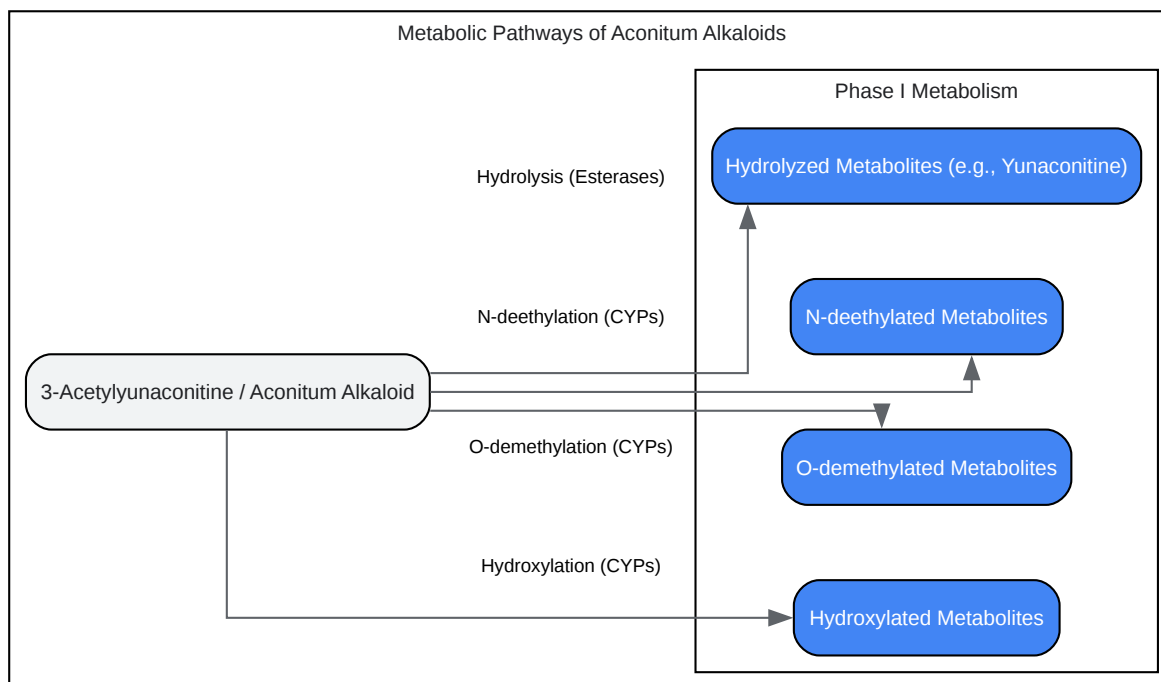 Metabolic Pathways of Aconitum Alkaloids
Phase I Metabolism
Hydrolysis (Esterases)
Hydrolyzed Metabolites (e.g., Yunaconitine)
N-deethylation (CYPs)
N-deethylated Metabolites
3-Acetylyunaconitine / Aconitum Alkaloid
O-demethylation (CYPs)
O-demethylated Metabolites
Hydroxylation (CYPs)
Hydroxylated Metabolites